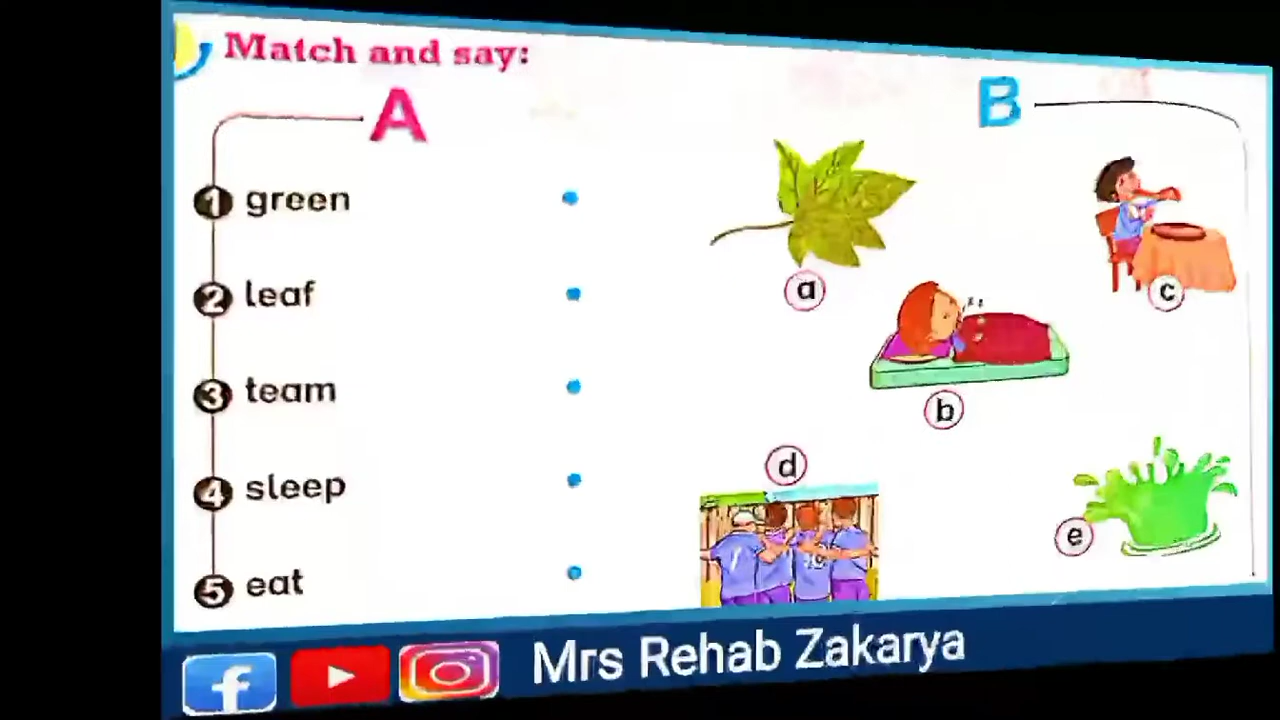 Match and say:
A
B
1 green
2 leaf
3 team
4 sleep
5 eat
a
c
b
d
e
Mrs Rehab Zakarya